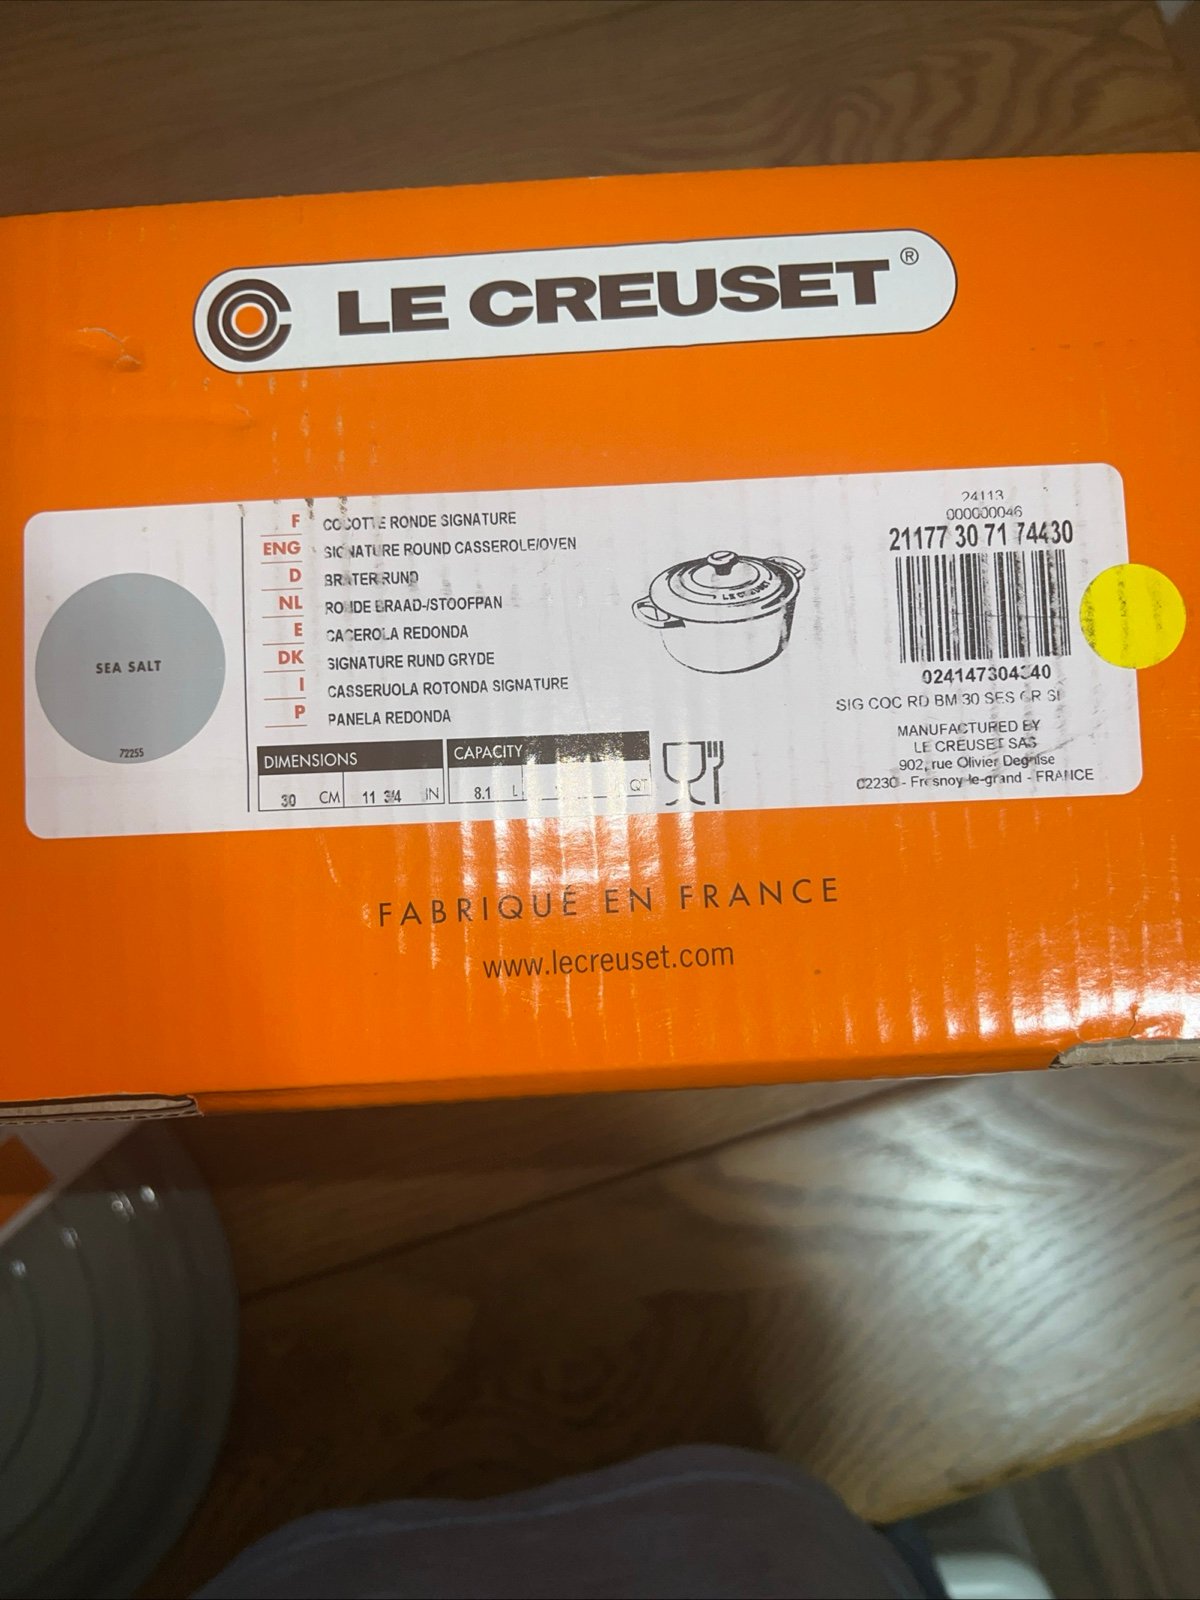 LE CREUSET ®
SEA SALT
72255
F COCOTTE RONDE SIGNATURE
ENG SIGNATURE ROUND CASSEROLE/OVEN
D BRATER RUND
NL RONDE BRAAD-/STOOFPAN
E CACEROLA REDONDA
DK SIGNATURE RUND GRYDE
I CASSERUOLA ROTONDA SIGNATURE
P PANELA REDONDA
DIMENSIONS CAPACITY
30 CM 11 3/4 IN 8.1 L QT
LE CREUSET
24113
000000046
21177 30 71 74430
SIG COC RD BM 30 SES GR
MANUFACTURED BY
LE CREUSET SAS
902, rue Olivier Deguise
02230 - Fresnoy-le-grand - FRANCE
FABRIQUÉ EN FRANCE
www.lecreuset.com